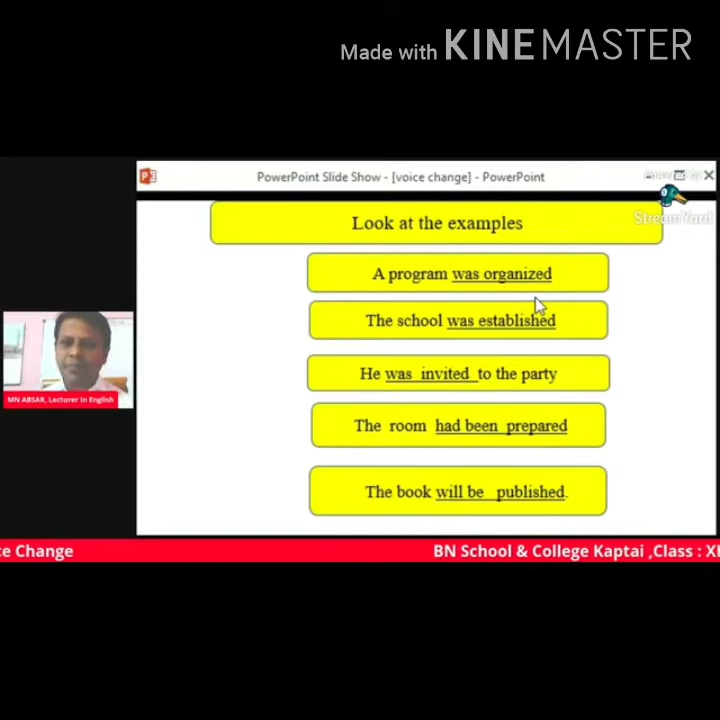 Made with KINEMASTER
PowerPoint Slide Show - [voice change] - PowerPoint
StreamYard
Look at the examples
A program was organized
The school was established
He was invited to the party
The room had been prepared
The book will be published.
MN ABSAR, Lecturer In English
ce Change BN School & College Kaptai ,Class : XI